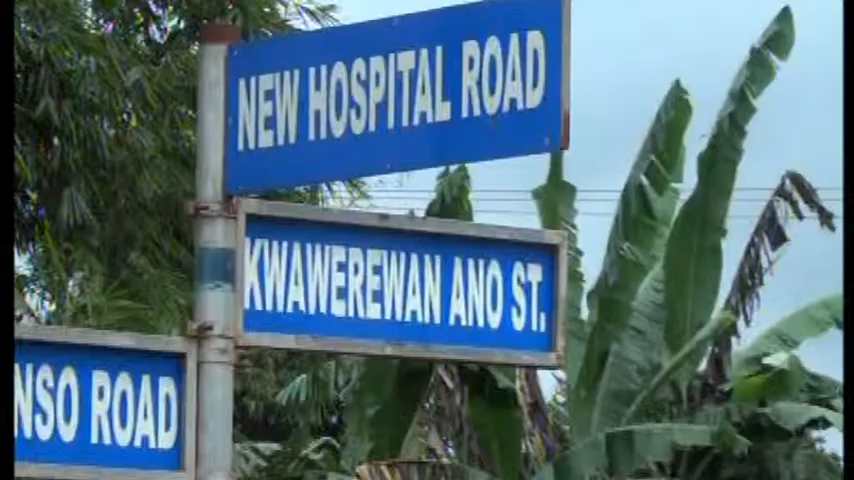 NEW HOSPITAL ROAD
KWAWEREWAN ANO ST.
NSO ROAD